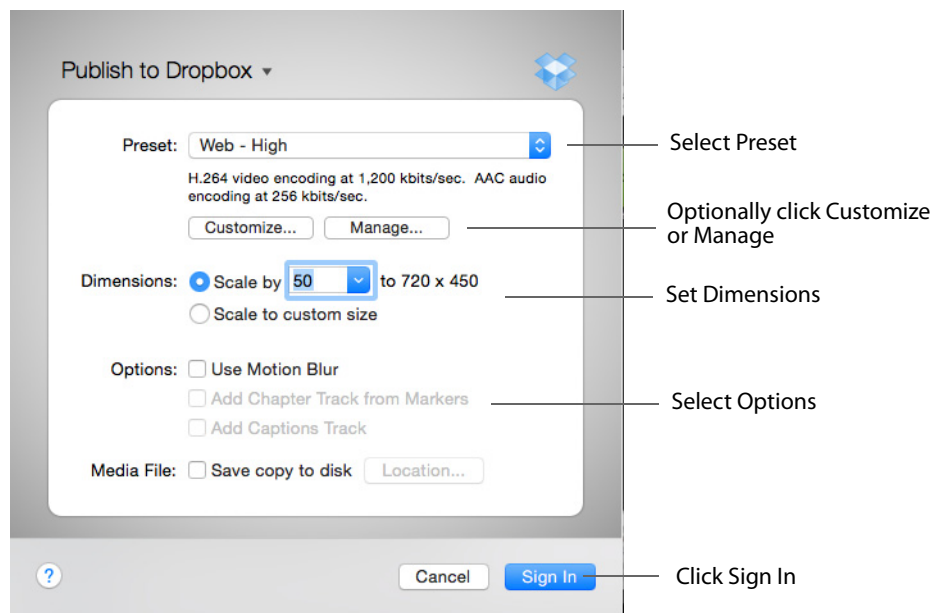 Publish to Dropbox
Preset: Web - High
Select Preset
H.264 video encoding at 1,200 kbits/sec. AAC audio
encoding at 256 kbits/sec.
Customize... Manage...
Optionally click Customize
or Manage
Dimensions: Scale by 50 to 720 x 450
Set Dimensions
Scale to custom size
Options: Use Motion Blur
Add Chapter Track from Markers
Select Options
Add Captions Track
Media File: Save copy to disk Location...
? Cancel Sign In
Click Sign In